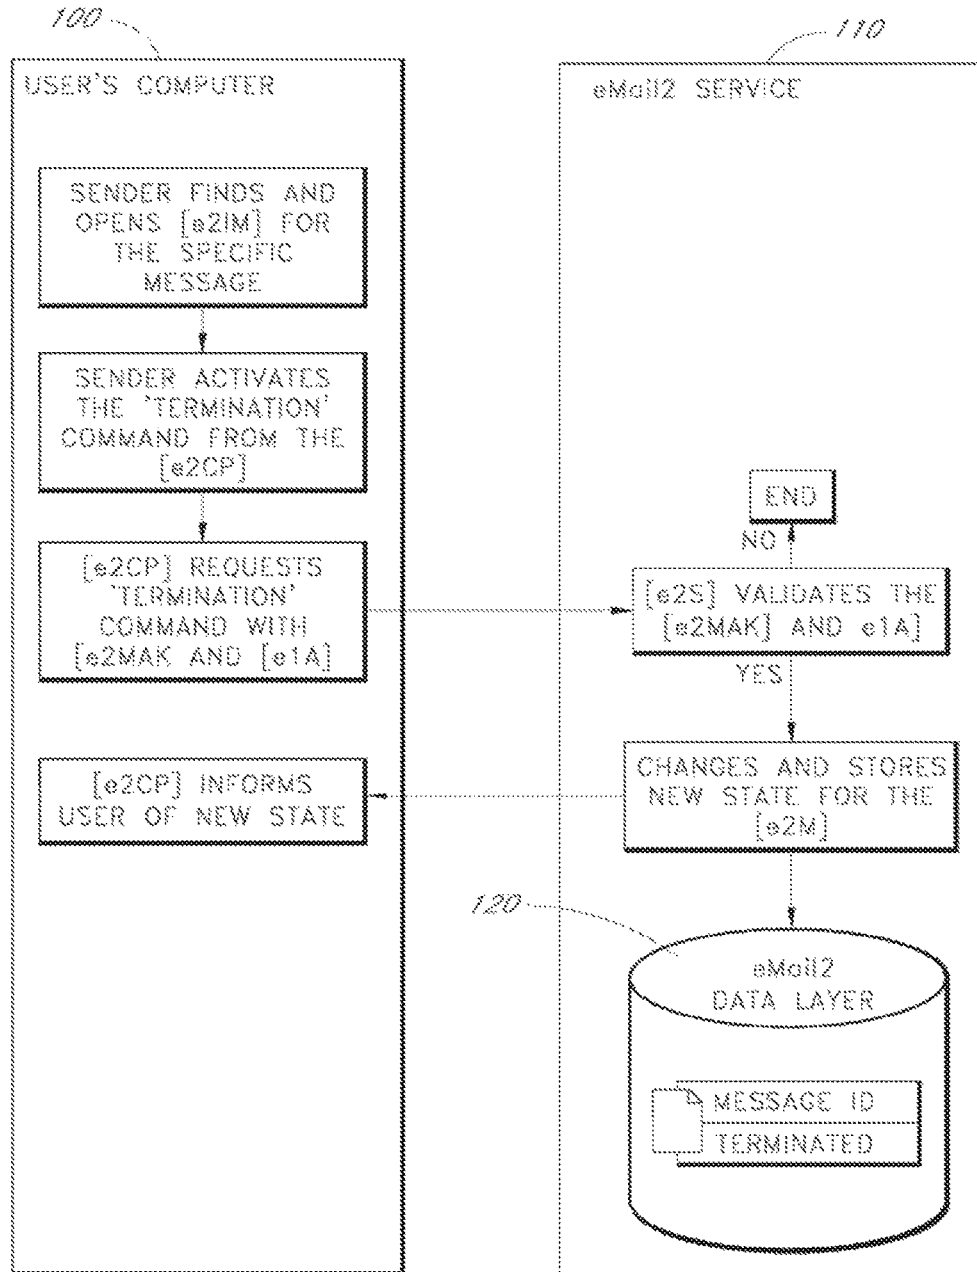 100
110
USER'S COMPUTER
eMail2 SERVICE
SENDER FINDS AND
OPENS [e2IM] FOR
THE SPECIFIC
MESSAGE
SENDER ACTIVATES
THE 'TERMINATION'
COMMAND FROM THE
[e2CP]
END
NO
[e2CP] REQUESTS
'TERMINATION'
COMMAND WITH
[e2MAK AND [e1A]
[e2S] VALIDATES THE
[e2MAK] AND e1A]
YES
[e2CP] INFORMS
USER OF NEW STATE
CHANGES AND STORES
NEW STATE FOR THE
[e2M]
120
eMail2
DATA LAYER
MESSAGE ID
TERMINATED